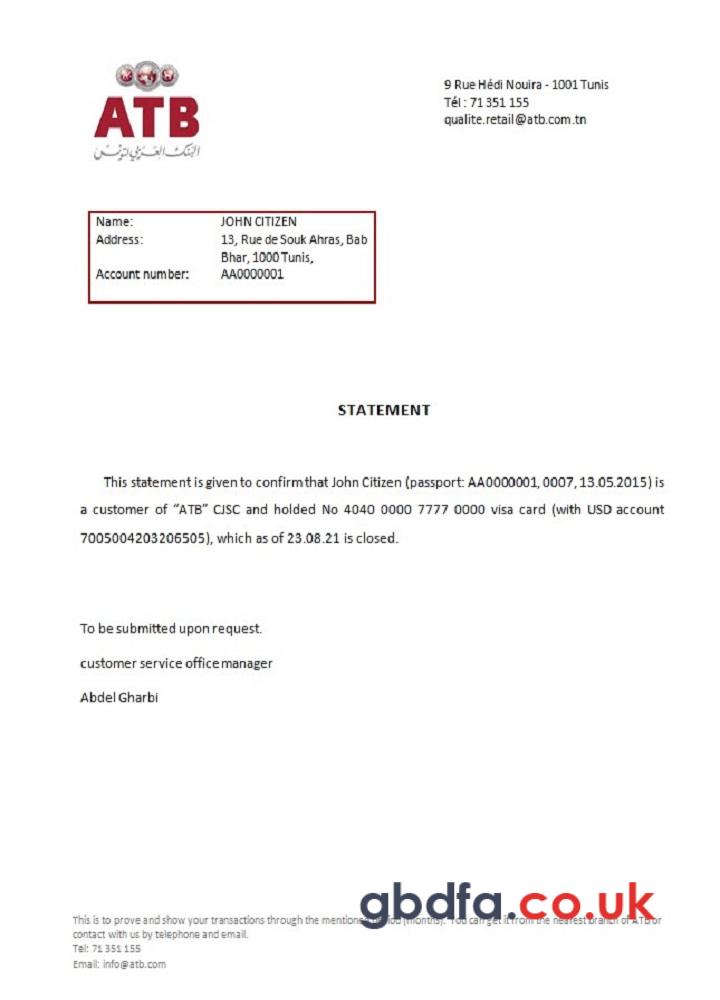 ATB
البنك العربي لتونس
9 Rue Hédi Nouira - 1001 Tunis
Tél : 71 351 155
qualite.retail@atb.com.tn
Name: JOHN CITIZEN
Address: 13, Rue de Souk Ahras, Bab
Bhar, 1000 Tunis,
Account number: AA0000001
STATEMENT
This statement is given to confirm that John Citizen (passport: AA0000001, 0007, 13.05.2015) is
a customer of “ATB” CJSC and holded No 4040 0000 7777 0000 visa card (with USD account
7005004203206505), which as of 23.08.21 is closed.
To be submitted upon request.
customer service office manager
Abdel Gharbi
gbdfa.co.uk
This is to prove and show your transactions through the mentioned period (months). You can get it from the nearest branch of ATB or
contact with us by telephone and email.
Tel: 71 351 155
Email: info@atb.com